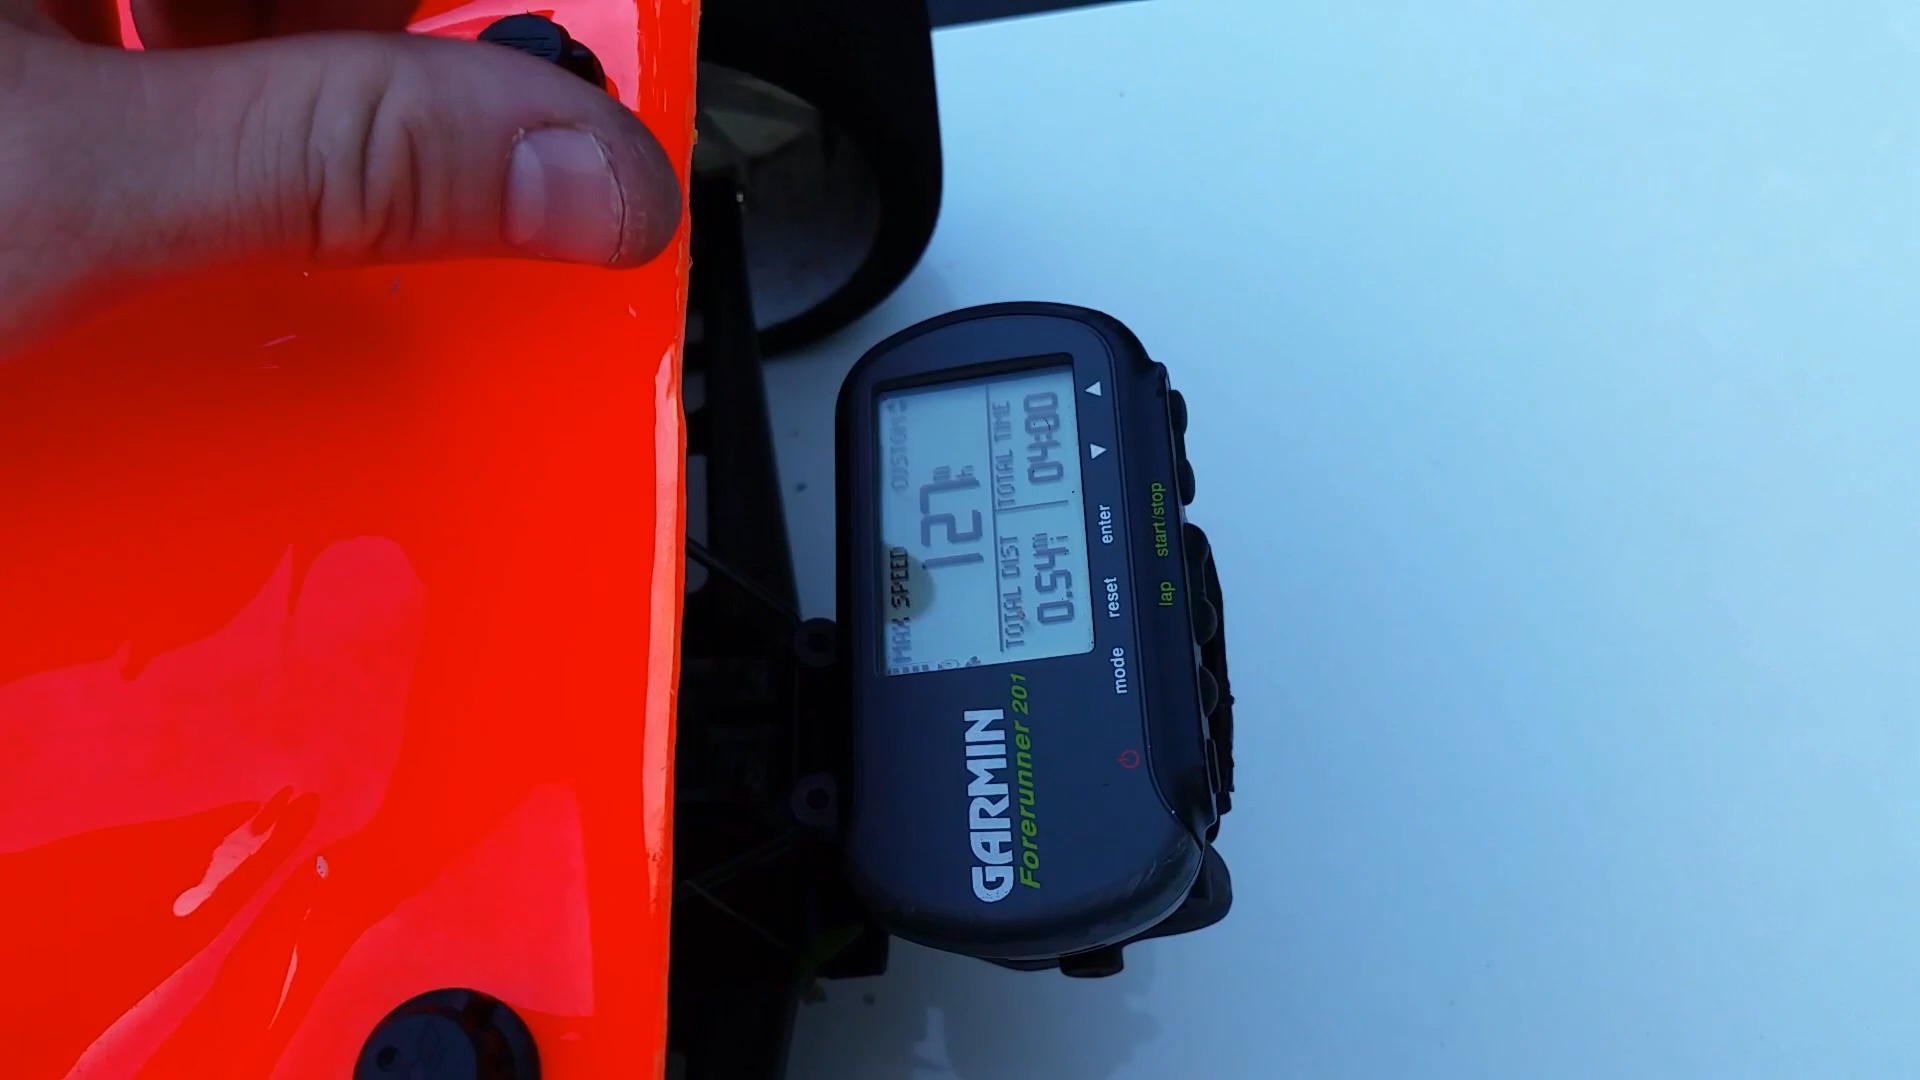 MAX SPEED CUSTOM
127 m/h
TOTAL DIST TOTAL TIME
0.54 mi 04:00
mode reset enter
lap start/stop
GARMIN
Forerunner 201